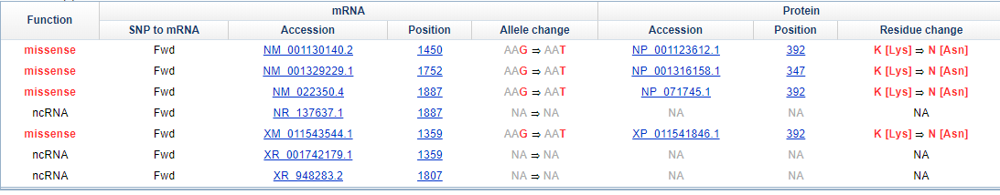 Function mRNA Protein
SNP to mRNA Accession Position Allele change Accession Position Residue change
missense Fwd NM_001130140.2 1450 AAG ⇒ AAT NP_001123612.1 392 K [Lys] ⇒ N [Asn]
missense Fwd NM_001329229.1 1752 AAG ⇒ AAT NP_001316158.1 347 K [Lys] ⇒ N [Asn]
missense Fwd NM_022350.4 1887 AAG ⇒ AAT NP_071745.1 392 K [Lys] ⇒ N [Asn]
ncRNA Fwd NR_137637.1 1887 NA ⇒ NA NA NA NA
missense Fwd XM_011543544.1 1359 AAG ⇒ AAT XP_011541846.1 392 K [Lys] ⇒ N [Asn]
ncRNA Fwd XR_001742179.1 1359 NA ⇒ NA NA NA NA
ncRNA Fwd XR_948283.2 1807 NA ⇒ NA NA NA NA